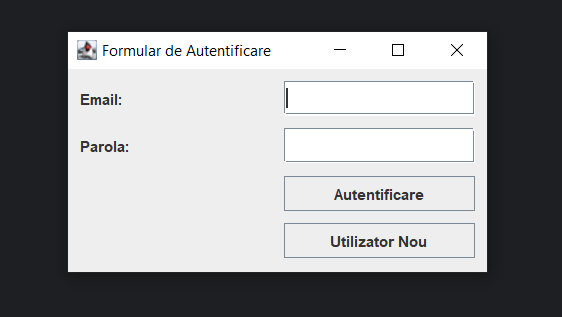 Formular de Autentificare
Email:
Parola:
Autentificare
Utilizator Nou